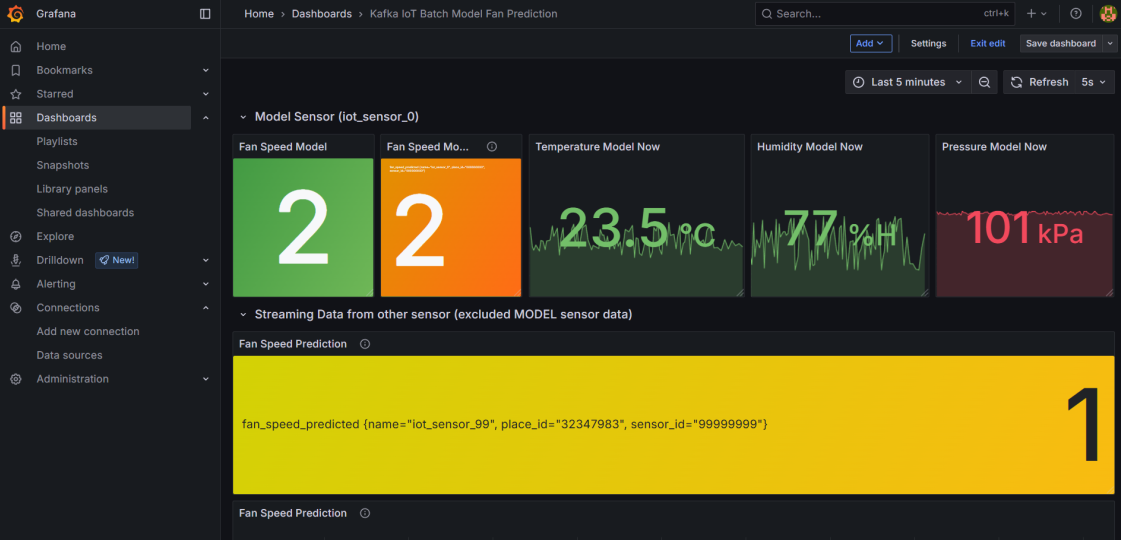 Grafana
Home › Dashboards › Kafka IoT Batch Model Fan Prediction
Search...
ctrl+k
Add
Settings
Exit edit
Save dashboard
Last 5 minutes
Refresh
5s
Home
Bookmarks
Starred
Dashboards
Playlists
Snapshots
Library panels
Shared dashboards
Explore
Drilldown
New!
Alerting
Connections
Add new connection
Data sources
Administration
Model Sensor (iot_sensor_0)
Fan Speed Model
2
Fan Speed Mo...
2
Temperature Model Now
23.5 °C
Humidity Model Now
77 %H
Pressure Model Now
101 kPa
Streaming Data from other sensor (excluded MODEL sensor data)
Fan Speed Prediction
fan_speed_predicted {name="iot_sensor_99", place_id="32347983", sensor_id="99999999"}
1
Fan Speed Prediction